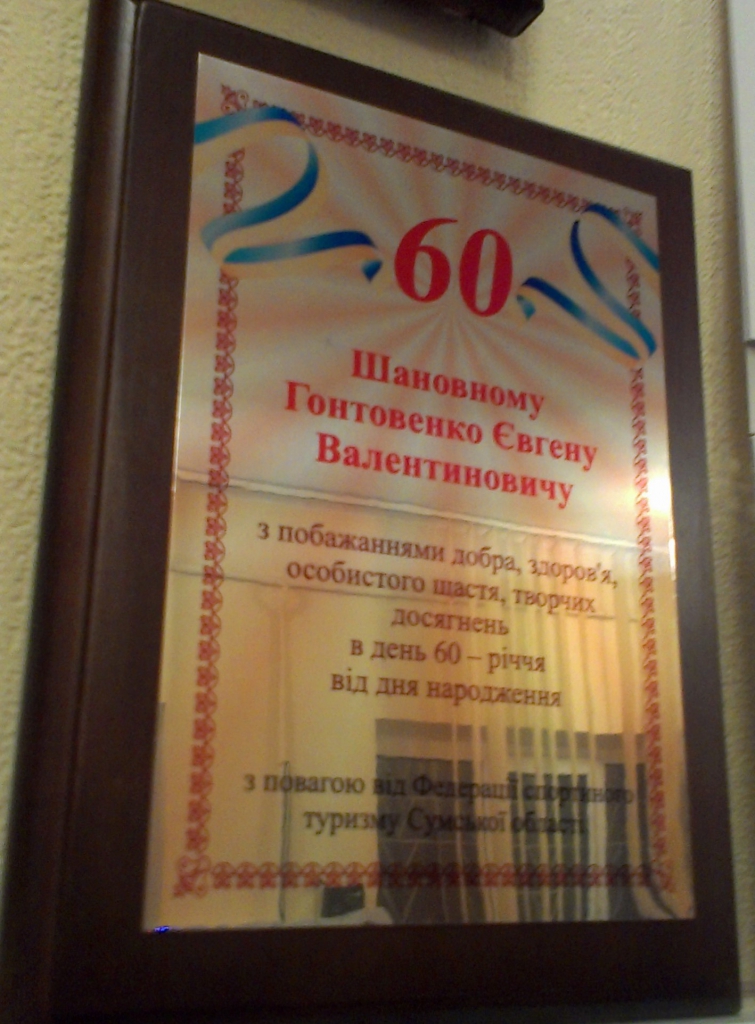 60
Шановному
Гонтовенко Євгену
Валентиновичу
з побажаннями добра, здоров'я,
особистого щастя, творчих
досягнень
в день 60 – річчя
від дня народження
з повагою від Федерації спортивного
туризму Сумської області